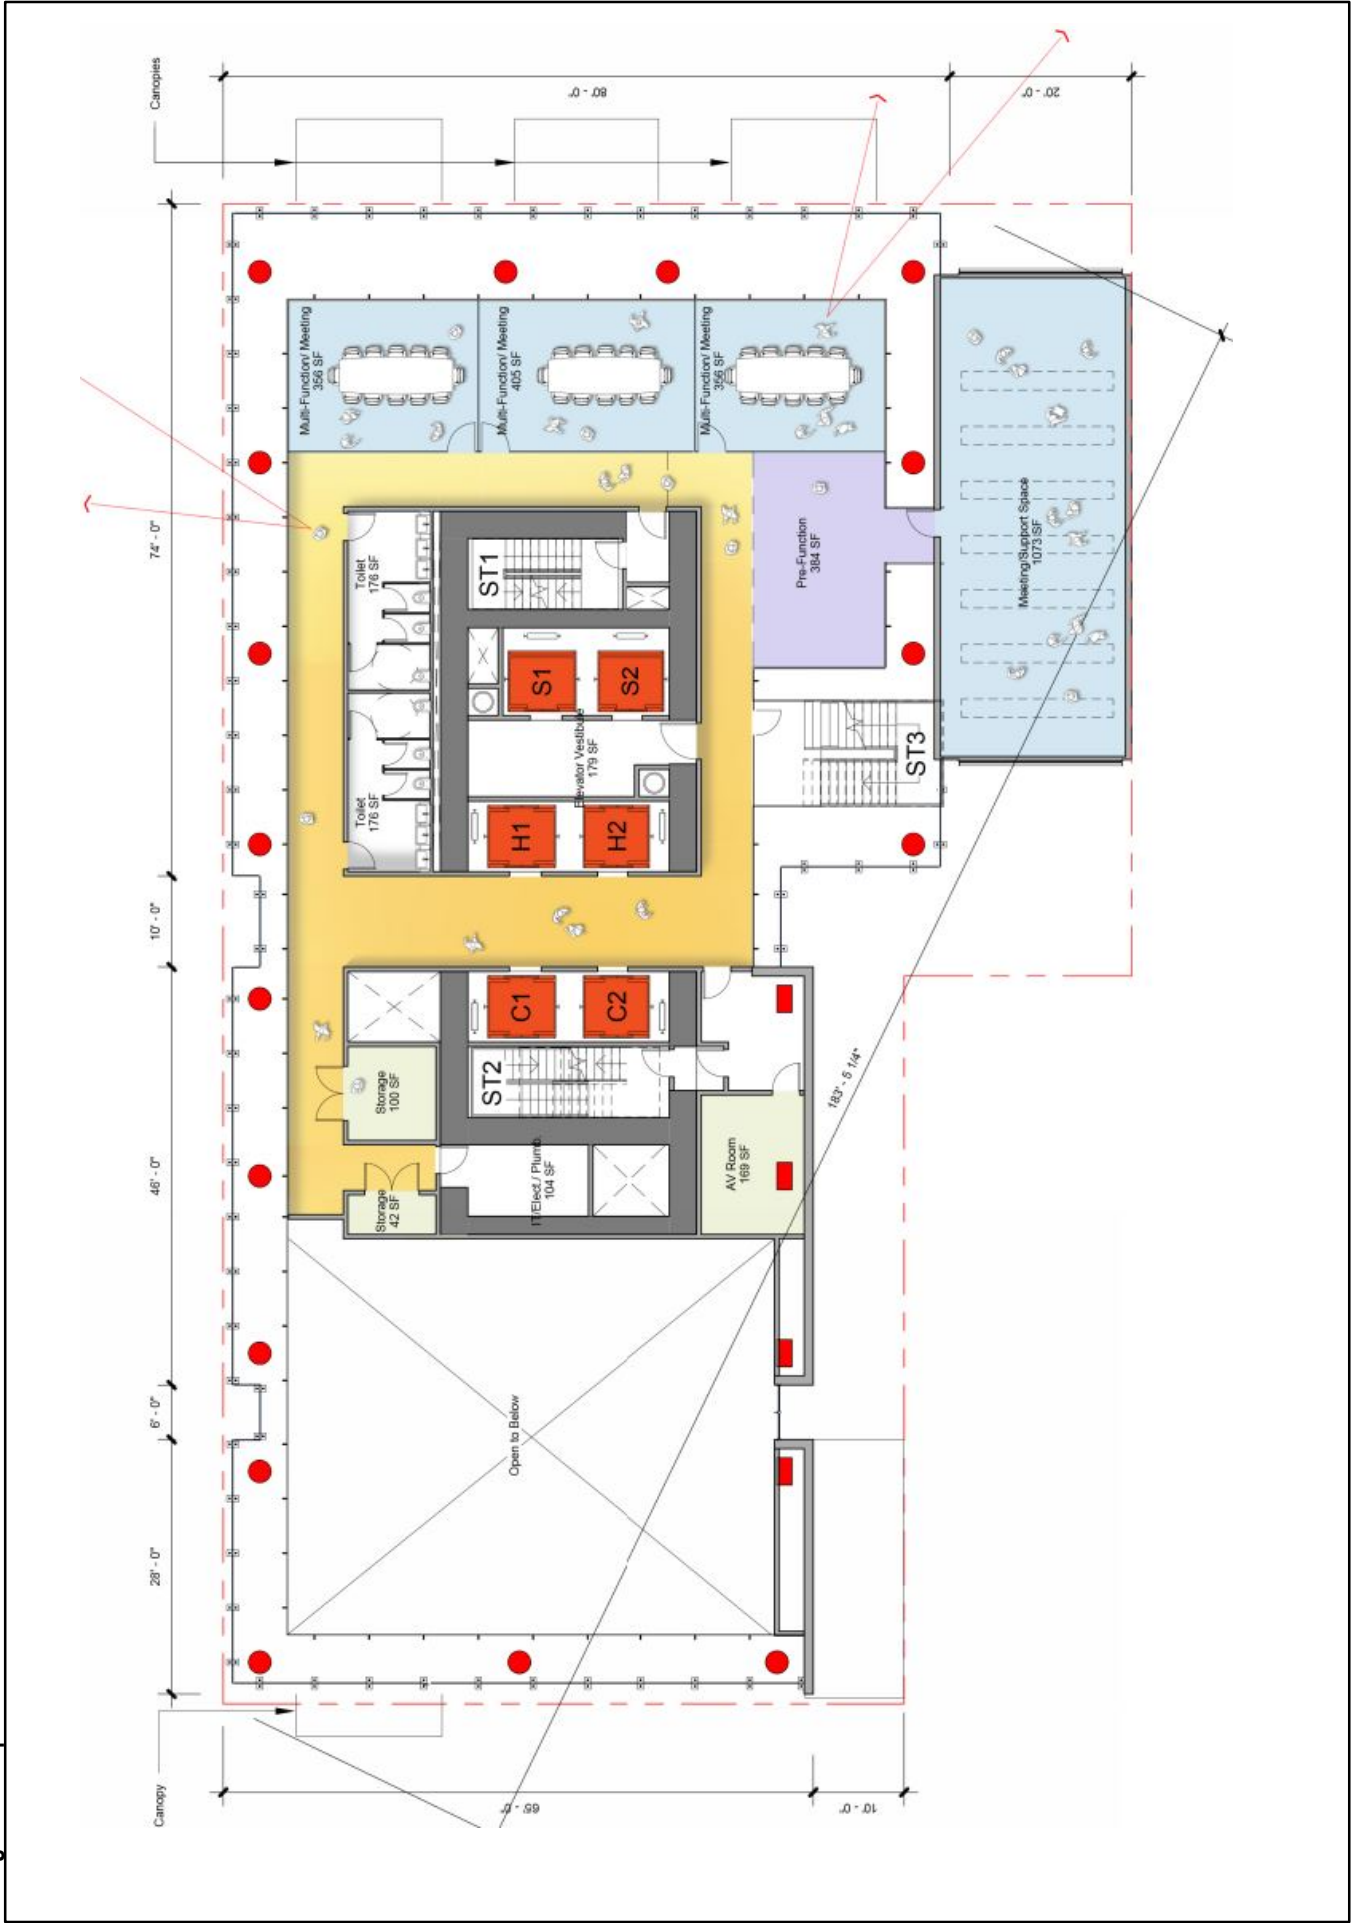 Canopies
80' - 0"
20' - 0"
74' - 0"
10' - 0"
46' - 0"
6' - 0"
28' - 0"
Multi-Function/ Meeting
356 SF
Multi-Function/ Meeting
405 SF
Multi-Function/ Meeting
356 SF
Toilet
176 SF
ST1
Pre-Function
384 SF
Meeting/Support Space
1073 SF
S1
S2
Elevator Vestibule
179 SF
Toilet
176 SF
H1
H2
ST3
C1
C2
Storage
100 SF
ST2
183' - 5 1/4"
Storage
42 SF
IT/Elect./ Plumb.
104 SF
AV Room
169 SF
Open to Below
Canopy
65' - 0"
10' - 0"